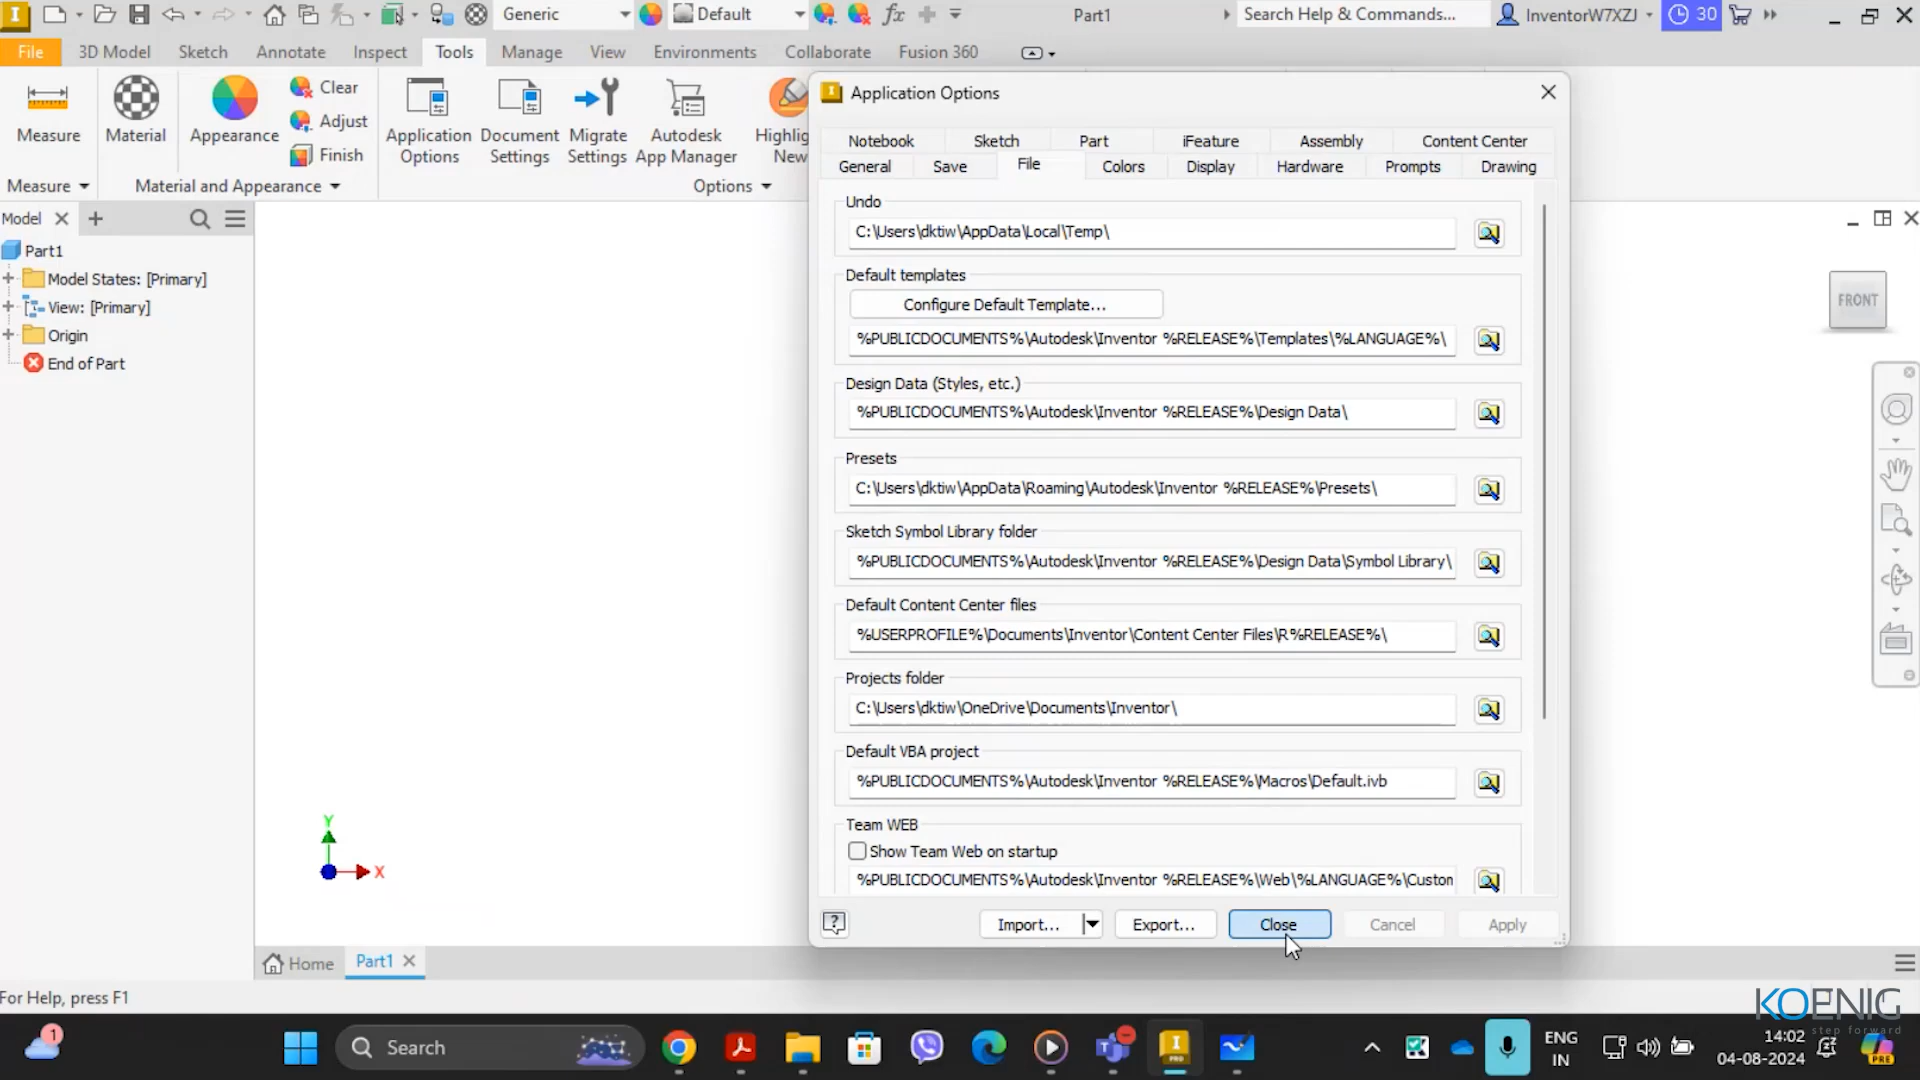 Generic
Default
fx
Part1
Search Help & Commands...
InventorW7XZJ
30
File
3D Model
Sketch
Annotate
Inspect
Tools
Manage
View
Environments
Collaborate
Fusion 360
Measure
Material
Appearance
Clear
Adjust
Finish
Application
Options
Document
Settings
Migrate
Settings
Autodesk
App Manager
Highlig
New
Measure
Material and Appearance
Options
Model
Part1
Model States: [Primary]
View: [Primary]
Origin
End of Part
Application Options
Notebook
Sketch
Part
iFeature
Assembly
Content Center
General
Save
File
Colors
Display
Hardware
Prompts
Drawing
Undo
C:\Users\dktiw\AppData\Local\Temp\
Default templates
Configure Default Template...
%PUBLICDOCUMENTS%\Autodesk\Inventor %RELEASE%\Templates\%LANGUAGE%\
Design Data (Styles, etc.)
%PUBLICDOCUMENTS%\Autodesk\Inventor %RELEASE%\Design Data\
Presets
C:\Users\dktiw\AppData\Roaming\Autodesk\Inventor %RELEASE%\Presets\
Sketch Symbol Library folder
%PUBLICDOCUMENTS%\Autodesk\Inventor %RELEASE%\Design Data\Symbol Library\
Default Content Center files
%USERPROFILE%\Documents\Inventor\Content Center Files\R%RELEASE%\
Projects folder
C:\Users\dktiw\OneDrive\Documents\Inventor\
Default VBA project
%PUBLICDOCUMENTS%\Autodesk\Inventor %RELEASE%\Macros\Default.ivb
Team WEB
Show Team Web on startup
%PUBLICDOCUMENTS%\Autodesk\Inventor %RELEASE%\Web\%LANGUAGE%\Custom
Import...
Export...
Close
Cancel
Apply
FRONT
Y
X
Home
Part1
For Help, press F1
KOENIG
step forward
1
Search
I
PRO
ENG
IN
14:02
04-08-2024
PRE